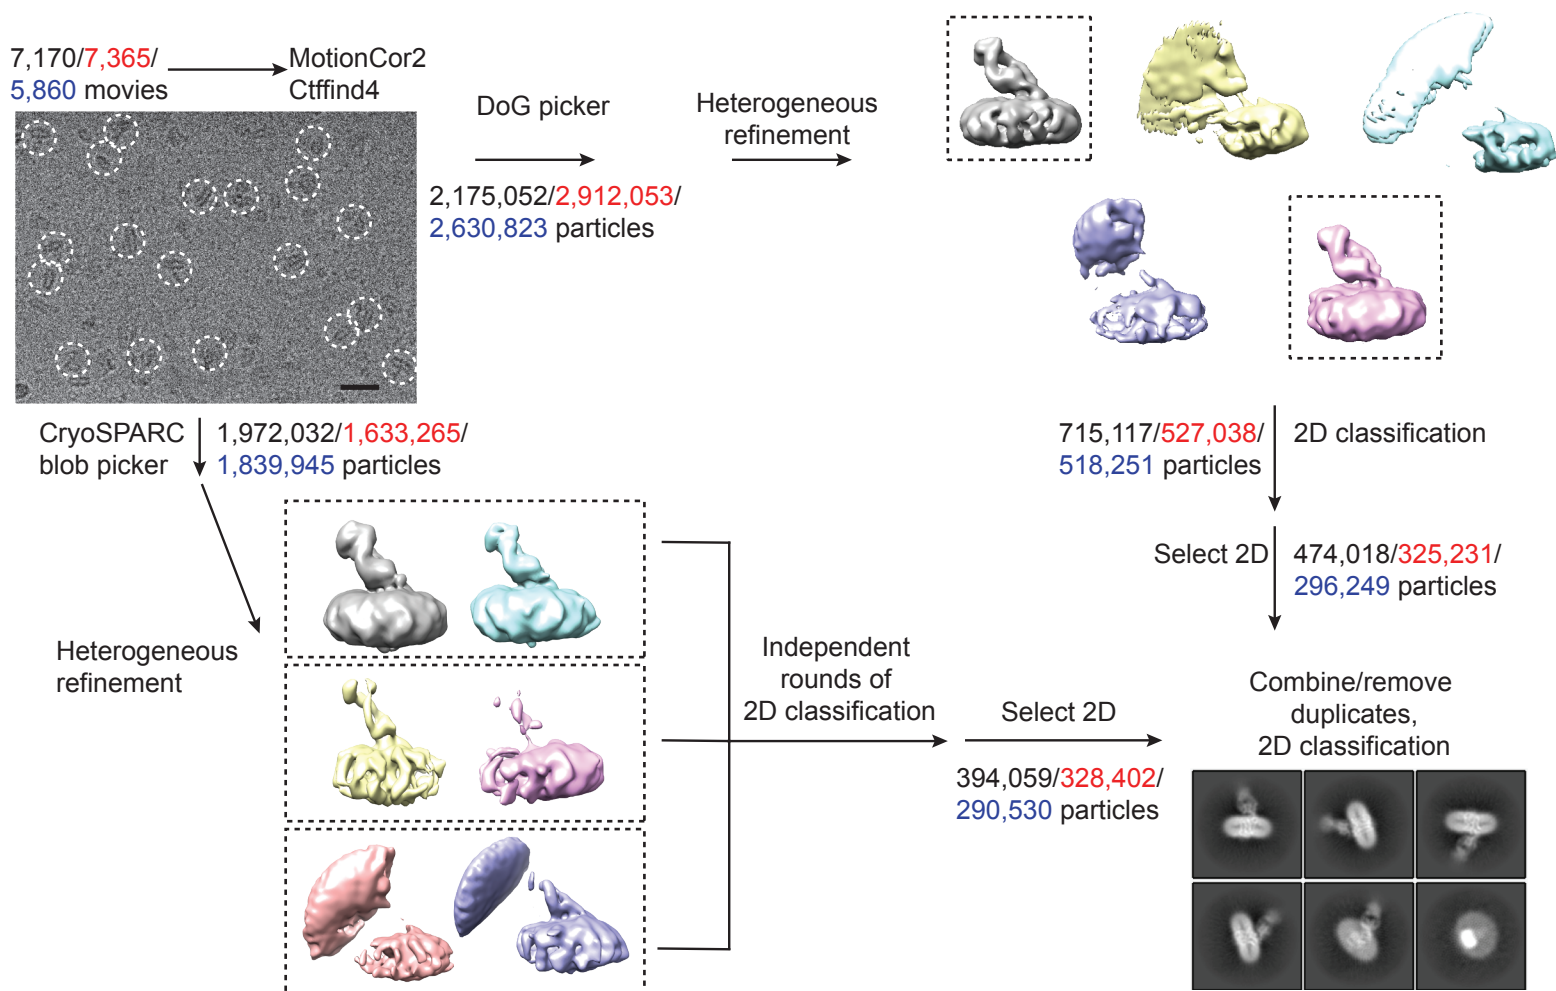 7,170/7,365/
5,860 movies
MotionCor2
Ctffind4
DoG picker
2,175,052/2,912,053/
2,630,823 particles
Heterogeneous
refinement
CryoSPARC
blob picker
1,972,032/1,633,265/
1,839,945 particles
715,117/527,038/
518,251 particles
2D classification
Select 2D
474,018/325,231/
296,249 particles
Heterogeneous
refinement
Independent
rounds of
2D classification
Select 2D
394,059/328,402/
290,530 particles
Combine/remove
duplicates,
2D classification